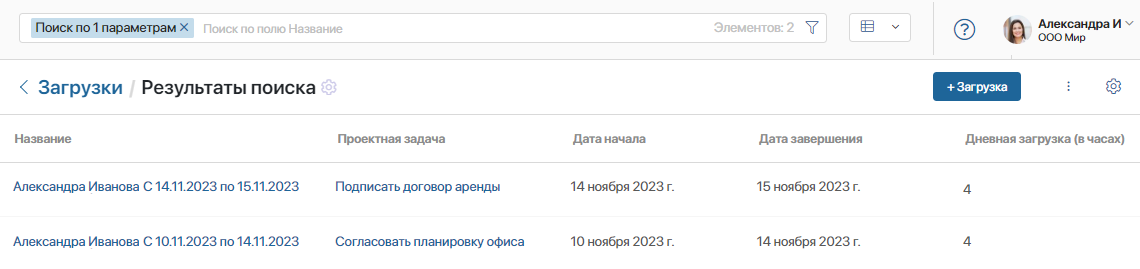 Поиск по 1 параметрам × Поиск по полю Название Элементов: 2
Александра И
ООО Мир
Загрузки / Результаты поиска + Загрузка
Название Проектная задача Дата начала Дата завершения Дневная загрузка (в часах)
Александра Иванова С 14.11.2023 по 15.11.2023 Подписать договор аренды 14 ноября 2023 г. 15 ноября 2023 г. 4
Александра Иванова С 10.11.2023 по 14.11.2023 Согласовать планировку офиса 10 ноября 2023 г. 14 ноября 2023 г. 4